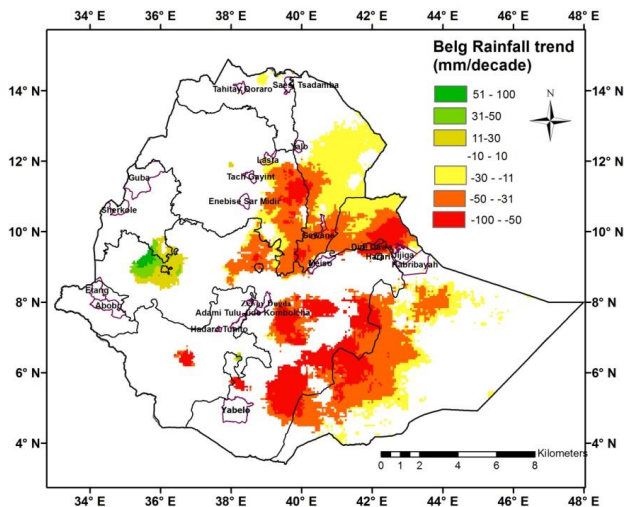 34° E 36° E 38° E 40° E 42° E 44° E 46° E 48° E
Belg Rainfall trend
(mm/decade)
N
51 - 100
31-50
11-30
-10 - 10
-30 - -11
-50 - -31
-100 - -50
14° N 14° N
12° N 12° N
10° N 10° N
8° N 8° N
6° N 6° N
4° N 4° N
Tahitay Qoraro
Saesi Tsadamba
Lasta
Tach Gayint
Guba
Enebise Sar Midir
Sherkole
Gewane
Dire Dawa
Harari
Jijiga
Kabribayah
Meiso
Etang
Abobo
Adami Tulu
Kombolcha
Hadaro Tunito
Yabelo
Kilometers
0 1 2 4 6 8
34° E 36° E 38° E 40° E 42° E 44° E 46° E 48° E